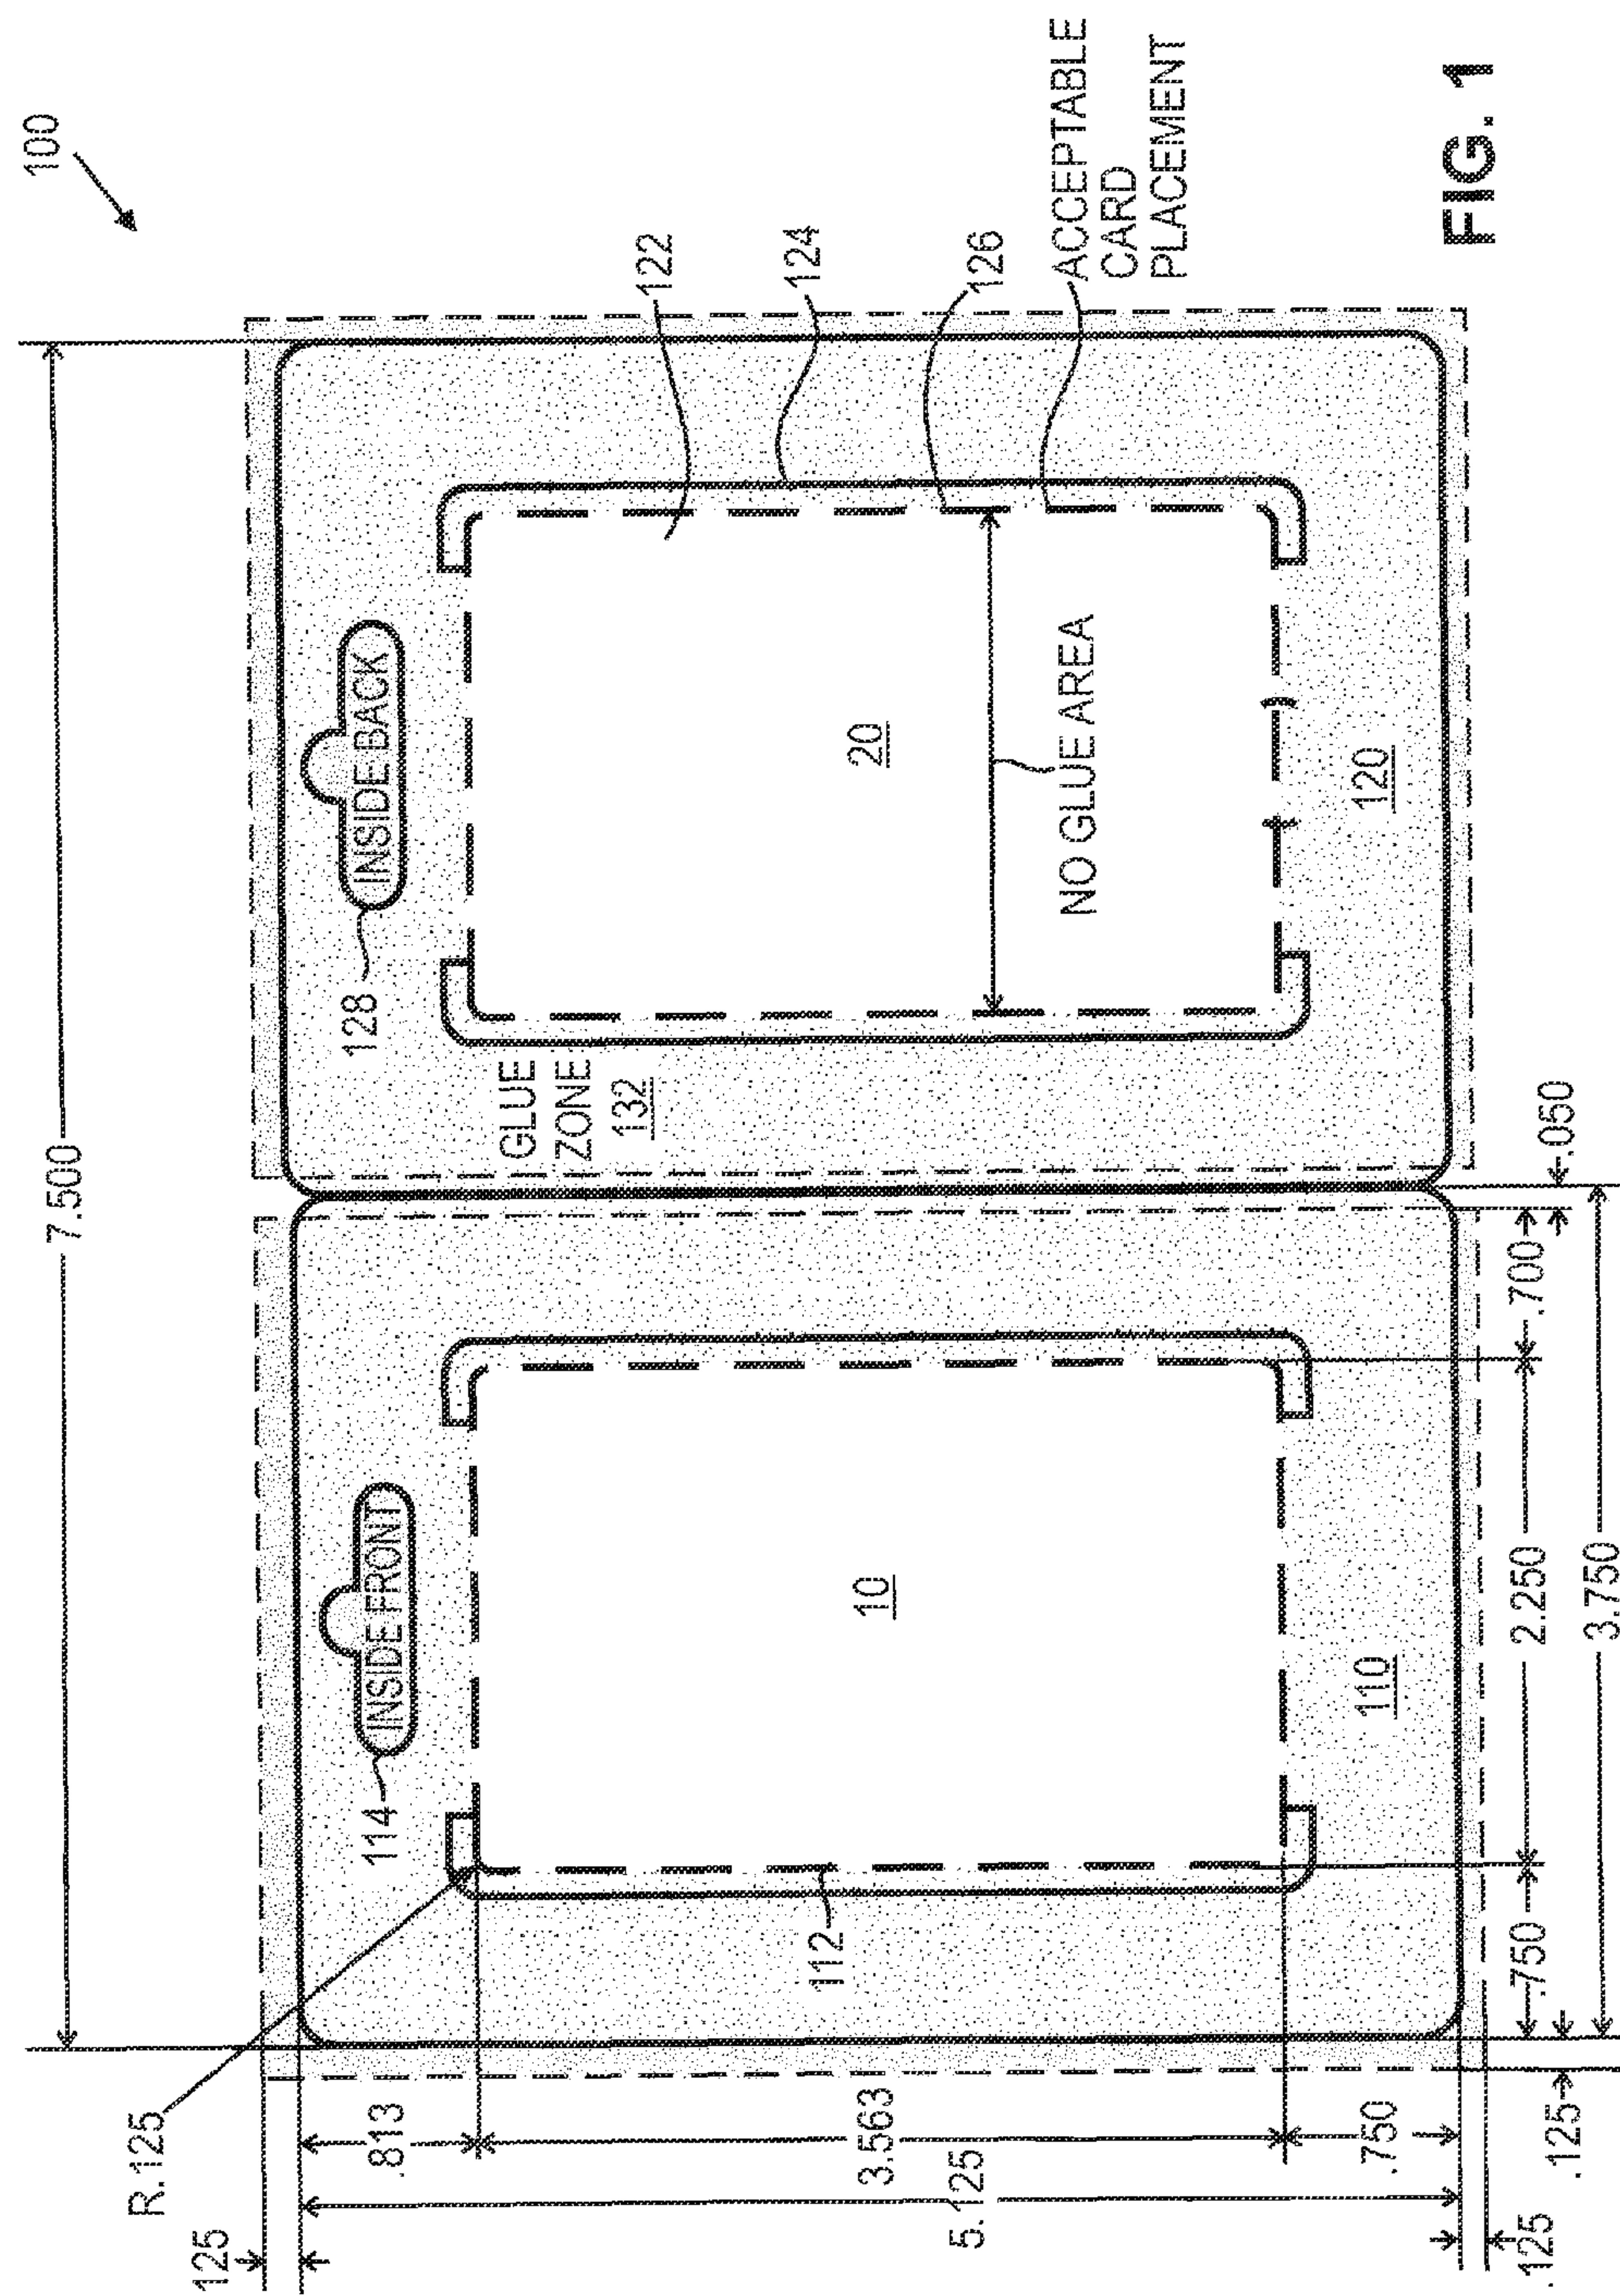 100
7.500
122
124
126
ACCEPTABLE
CARD
PLACEMENT
INSIDE BACK
128
20
NO GLUE AREA
120
GLUE
ZONE
132
INSIDE FRONT
114
10
110
112
R.125
.813
3.563
5.125
.750
125
.125
.125
.750
2.250
.700
.050
3.750
FIG. 1